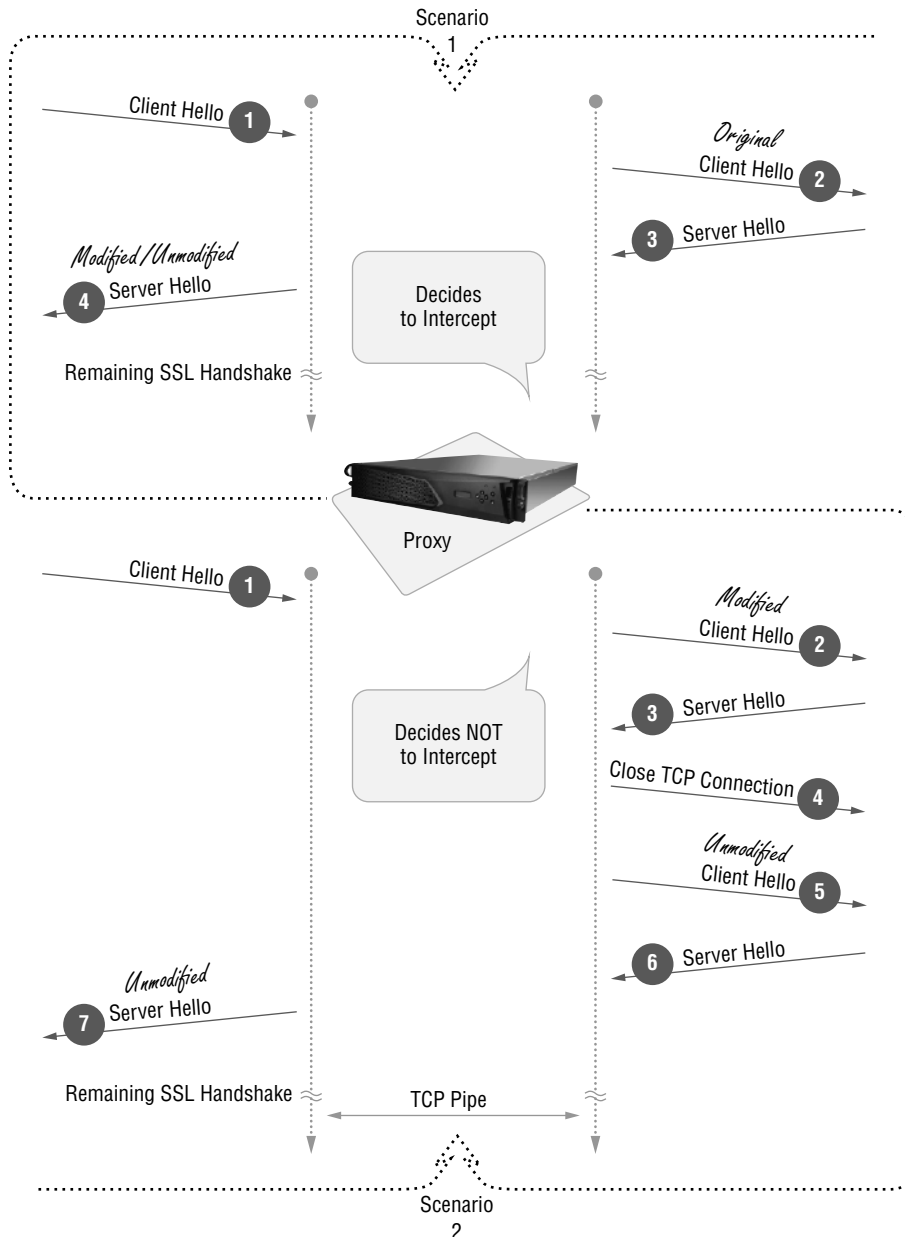 Scenario
1
Client Hello
1
Original
Client Hello
2
3
Server Hello
Modified/Unmodified
4
Server Hello
Decides
to Intercept
Remaining SSL Handshake
Proxy
Client Hello
1
Modified
Client Hello
2
3
Server Hello
Decides NOT
to Intercept
Close TCP Connection
4
Unmodified
Client Hello
5
6
Server Hello
Unmodified
7
Server Hello
Remaining SSL Handshake
TCP Pipe
Scenario
2